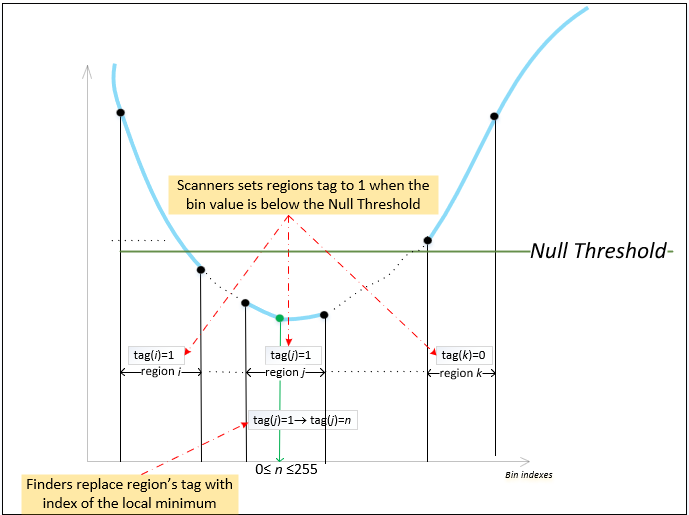 Scanners sets regions tag to 1 when the
bin value is below the Null Threshold
Null Threshold
tag(i)=1
tag(j)=1
tag(k)=0
region i
region j
region k
tag(j)=1→ tag(j)=n
0≤ n ≤255
Bin indexes
Finders replace region's tag with
index of the local minimum